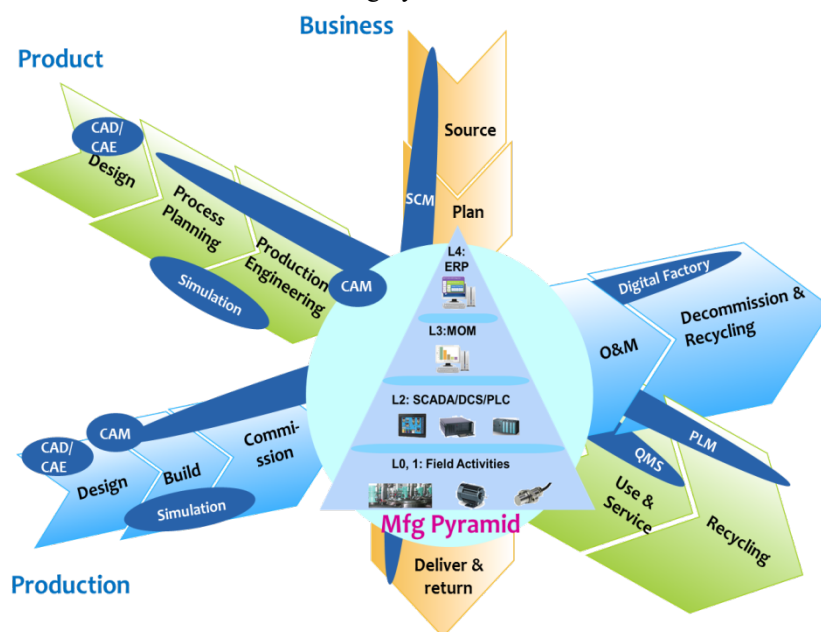 Business
Product
CAD/
CAE
Design
Process
Planning
Production
Engineering
Simulation
CAM
Source
SCM
Plan
L4:
ERP
L3:MOM
L2: SCADA/DCS/PLC
L0, 1: Field Activities
Mfg Pyramid
Digital Factory
Decommission &
Recycling
O&M
PLM
QMS
Use &
Service
Recycling
CAM
CAD/
CAE
Design
Build
Commi-
ssion
Simulation
Production
Deliver &
return